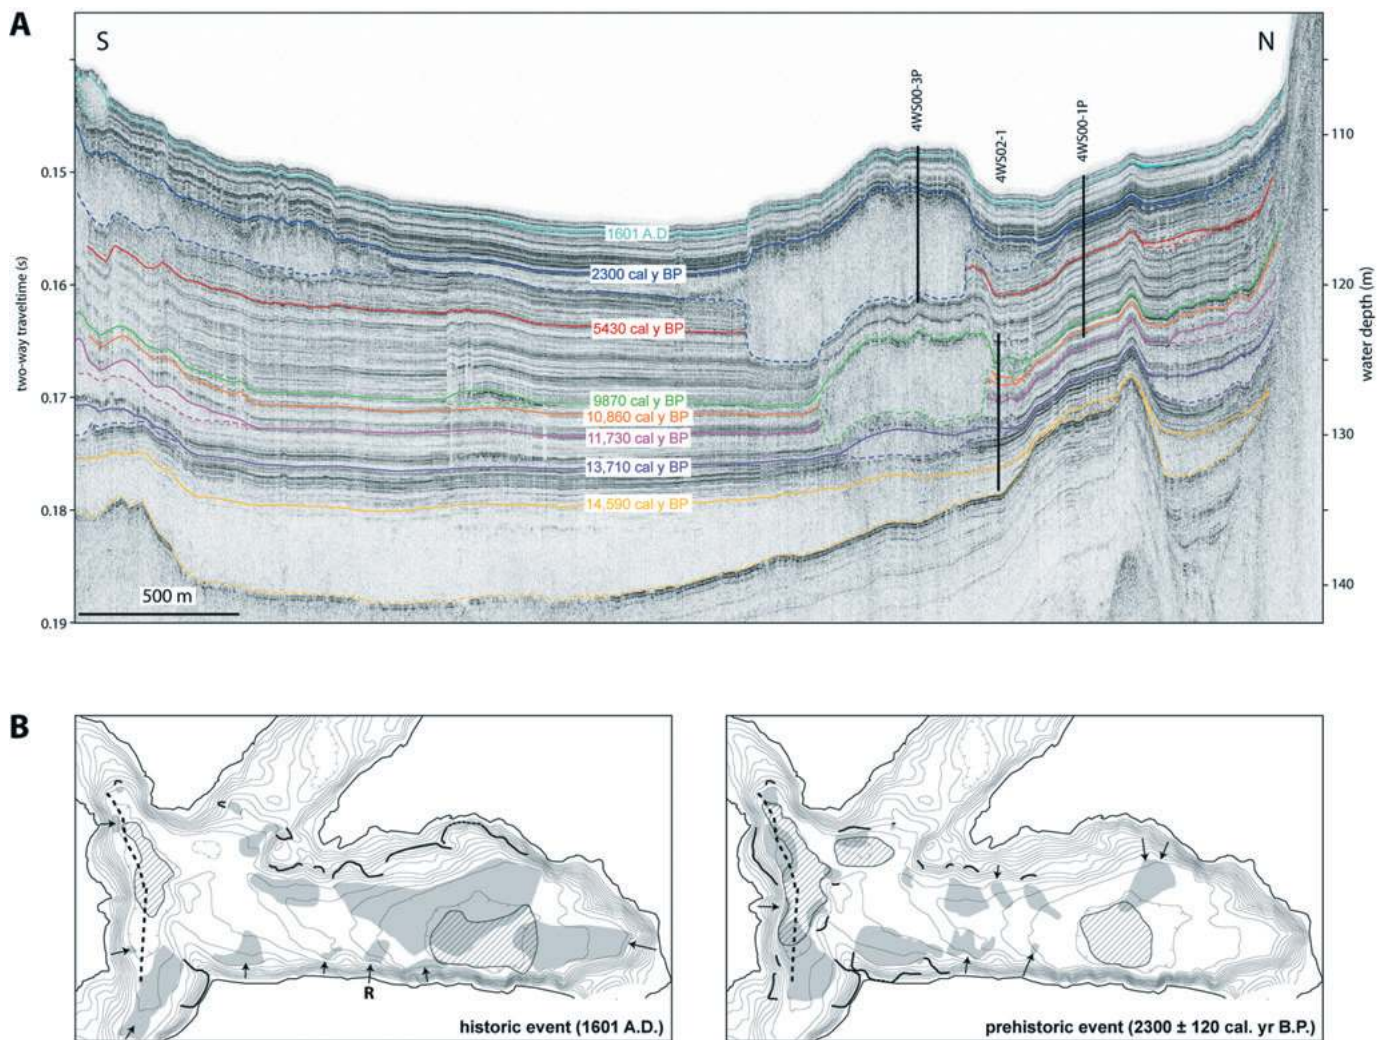 A
S
N
4WS00-3P
4WS02-1
4WS00-1P
110
0.15
1601 A.D.
2300 cal y BP
0.16
120
5430 cal y BP
two-way traveltime (s)
water depth (m)
0.17
9870 cal y BP
10,860 cal y BP
11,730 cal y BP
130
13,710 cal y BP
14,590 cal y BP
0.18
500 m
140
0.19
B
R
historic event (1601 A.D.)
prehistoric event (2300 ± 120 cal. yr B.P.)